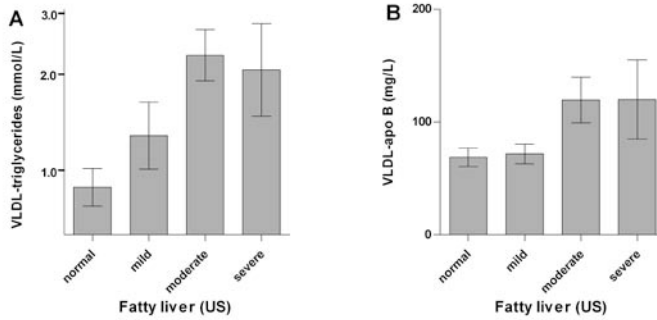 A
VLDL-triglycerides (mmol/L)
3.0
2.0
1.0
normal
mild
moderate
severe
Fatty liver (US)
B
VLDL-apo B (mg/L)
200
100
0
normal
mild
moderate
severe
Fatty liver (US)